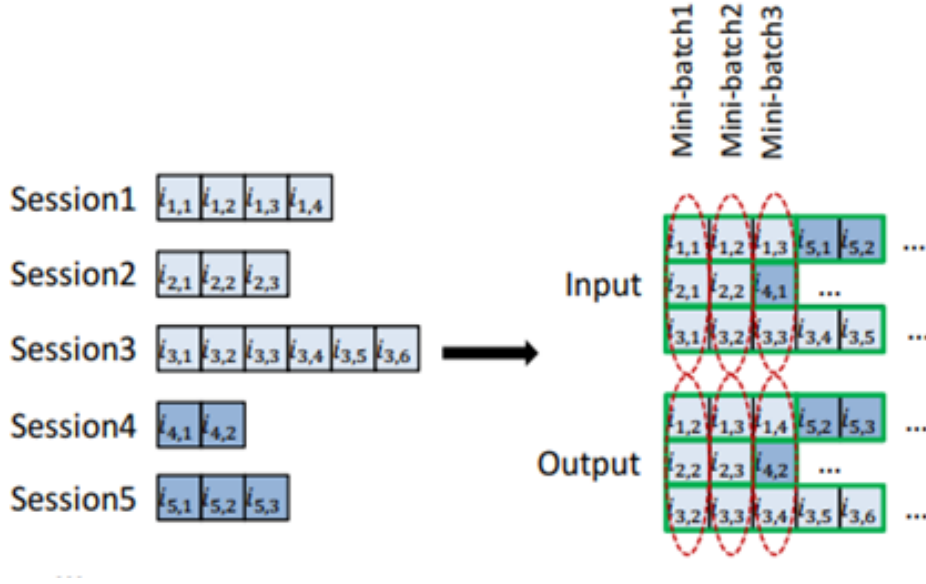 Mini-batch1
Mini-batch2
Mini-batch3
Session1 i1,1 i1,2 i1,3 i1,4
Session2 i2,1 i2,2 i2,3
Session3 i3,1 i3,2 i3,3 i3,4 i3,5 i3,6
Session4 i4,1 i4,2
Session5 i5,1 i5,2 i5,3
...
Input
i1,1 i1,2 i1,3 i5,1 i5,2 ...
i2,1 i2,2 i4,1 ...
i3,1 i3,2 i3,3 i3,4 i3,5 ...
Output
i1,2 i1,3 i1,4 i5,2 i5,3 ...
i2,2 i2,3 i4,2 ...
i3,2 i3,3 i3,4 i3,5 i3,6 ...